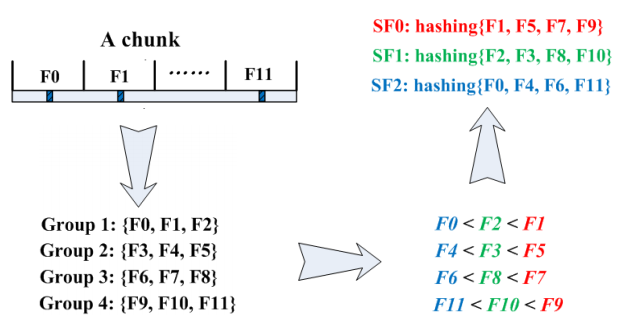 A chunk
F0 F1 ...... F11
Group 1: {F0, F1, F2}
Group 2: {F3, F4, F5}
Group 3: {F6, F7, F8}
Group 4: {F9, F10, F11}
F0 < F2 < F1
F4 < F3 < F5
F6 < F8 < F7
F11 < F10 < F9
SF0: hashing{F1, F5, F7, F9}
SF1: hashing{F2, F3, F8, F10}
SF2: hashing{F0, F4, F6, F11}